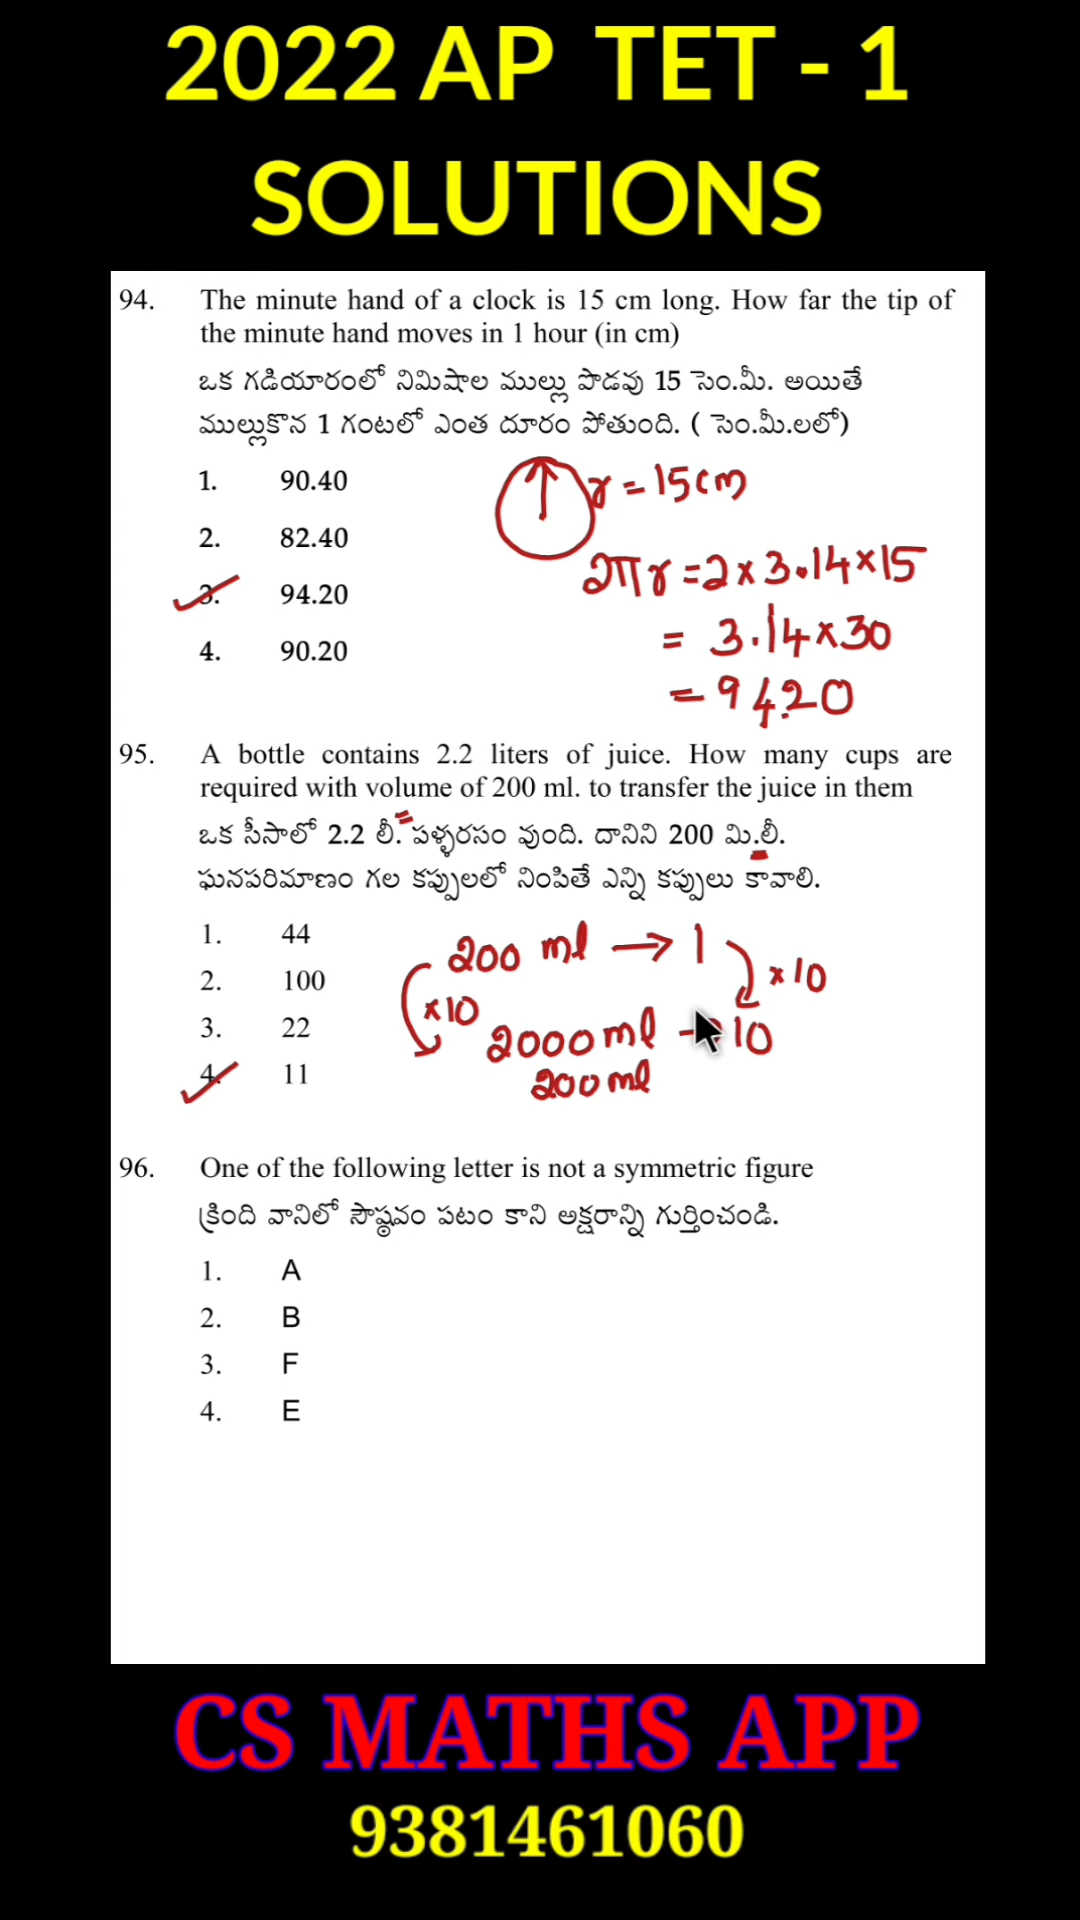 2022 AP TET - 1
SOLUTIONS
94. The minute hand of a clock is 15 cm long. How far the tip of
the minute hand moves in 1 hour (in cm)
ఒక గడియారంలో నిమిషాల ముల్లు పొడవు 15 సెం.మీ. అయితే
ముల్లుకొన 1 గంటలో ఎంత దూరం పోతుంది. ( సెం.మీ.లలో)
1. 90.40
2. 82.40
3. 94.20
4. 90.20
r = 15cm
2πr = 2 × 3.14 × 15
= 3.14 × 30
= 94.20
95. A bottle contains 2.2 liters of juice. How many cups are
required with volume of 200 ml. to transfer the juice in them
ఒక సీసాలో 2.2 లీ. పళ్ళరసం వుంది. దానిని 200 మి.లీ.
ఘనపరిమాణం గల కప్పులలో నింపితే ఎన్ని కప్పులు కావాలి.
1. 44
2. 100
3. 22
4. 11
200 ml → 1
×10 ×10
2000 ml → 10
200 ml
96. One of the following letter is not a symmetric figure
క్రింది వానిలో సౌష్ఠవం పటం కాని అక్షరాన్ని గుర్తించండి.
1. A
2. B
3. F
4. E
CS MATHS APP
9381461060